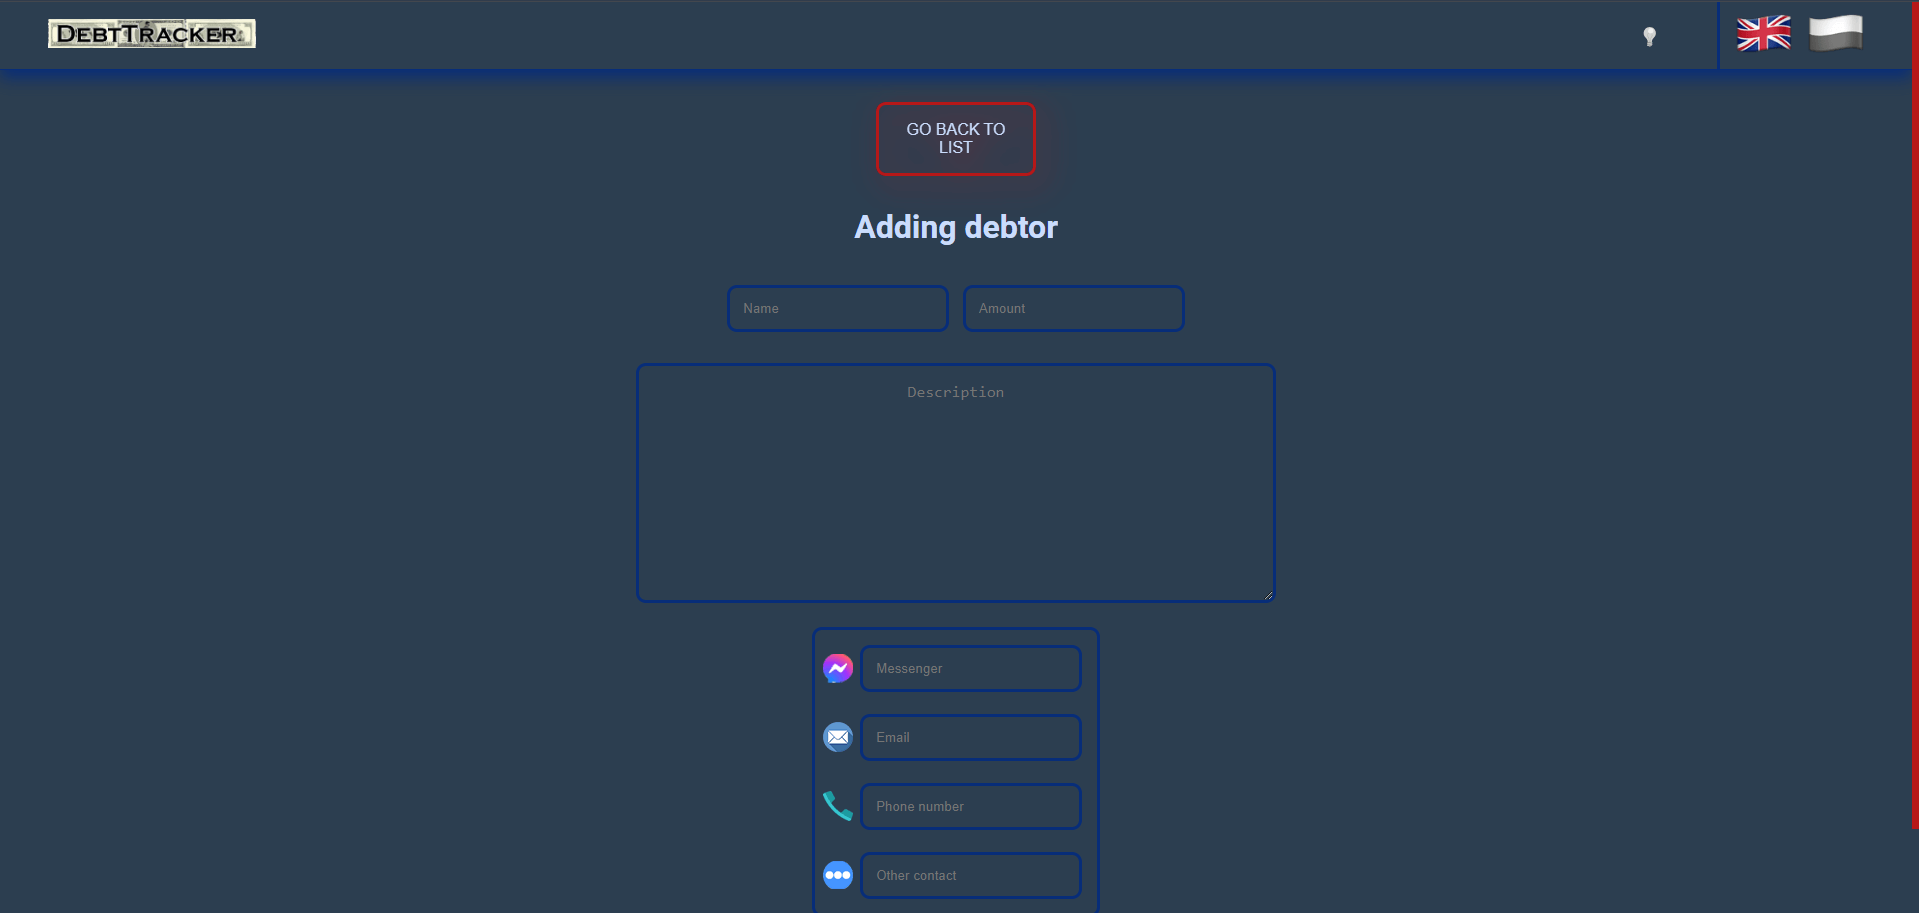 DEBTTRACKER
GO BACK TO
LIST
Adding debtor
Name
Amount
Description
Messenger
Email
Phone number
Other contact